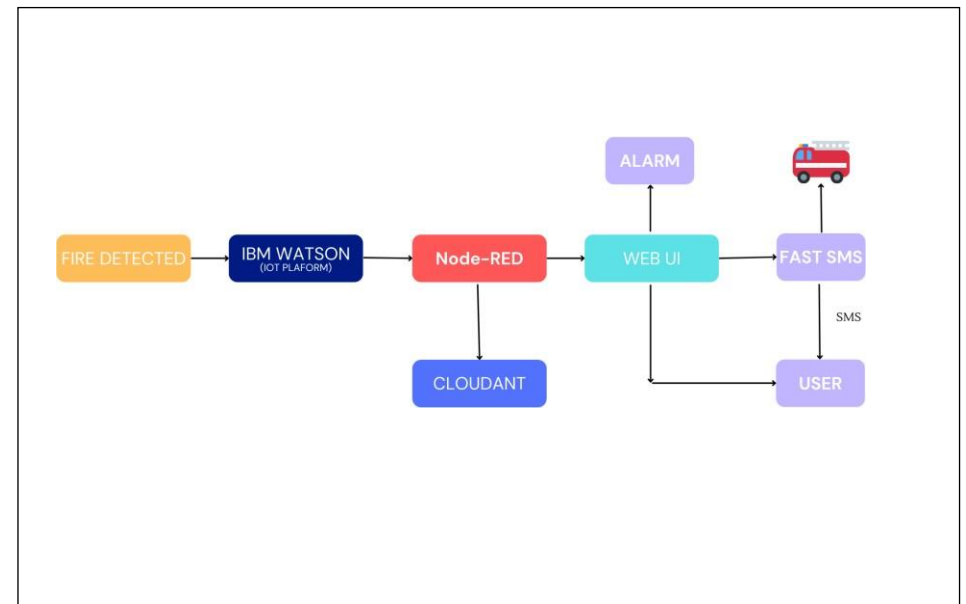 ALARM
FIRE DETECTED
IBM WATSON
(IOT PLAFORM)
Node-RED
WEB UI
FAST SMS
SMS
CLOUDANT
USER